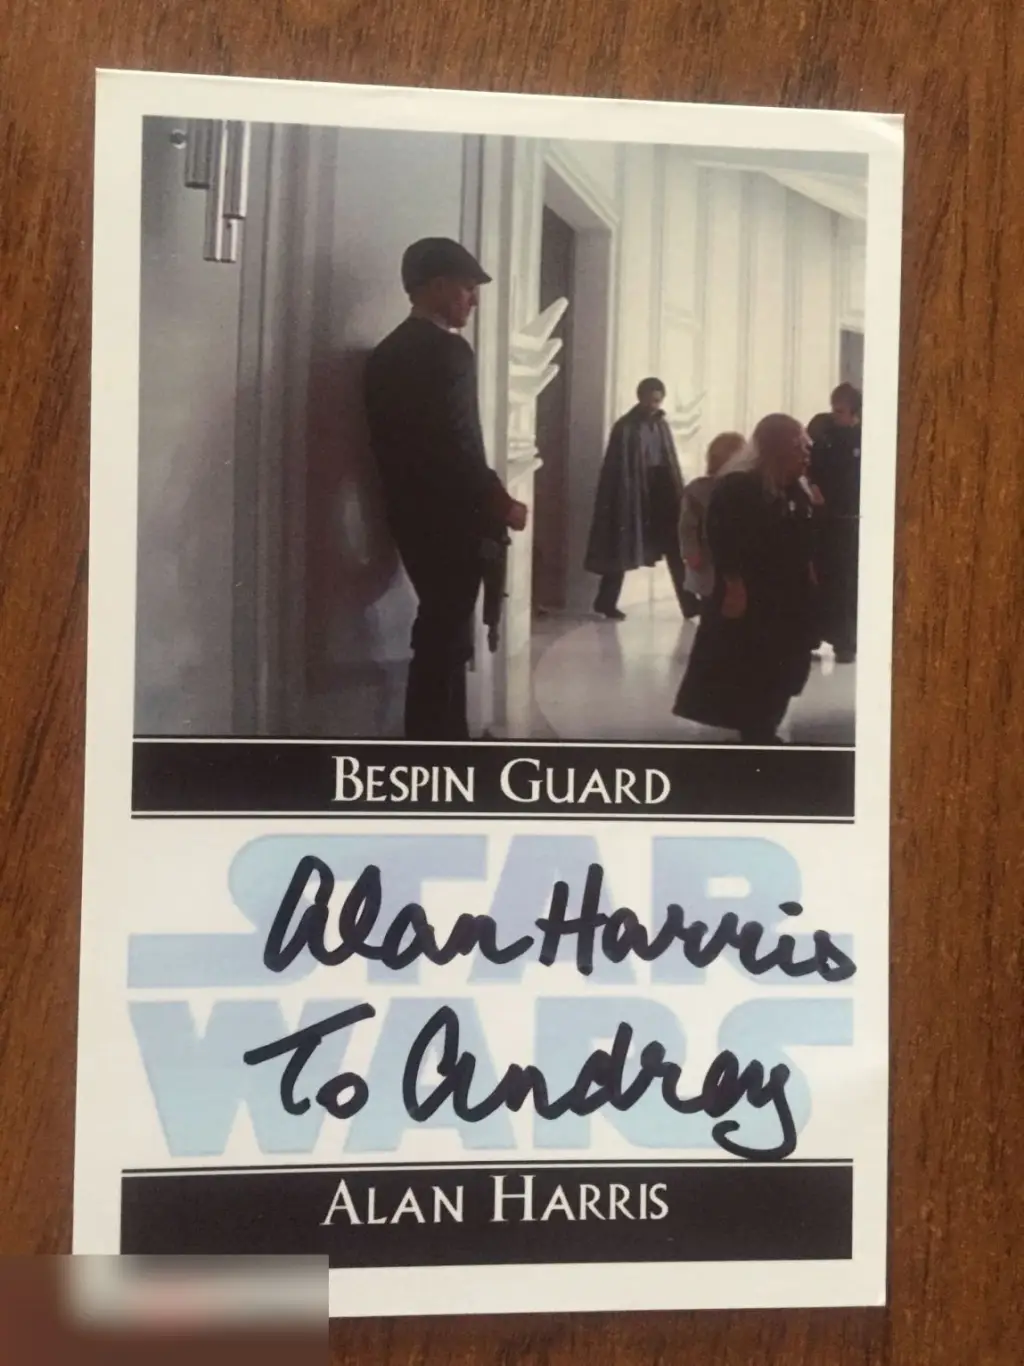 BESPIN GUARD
STAR
Alan Harris
WARS
To Andrey
ALAN HARRIS